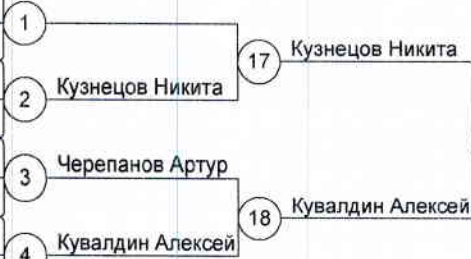 1
17 Кузнецов Никита
2 Кузнецов Никита
3 Черепанов Артур
18 Кувалдин Алексей
4 Кувалдин Алексей